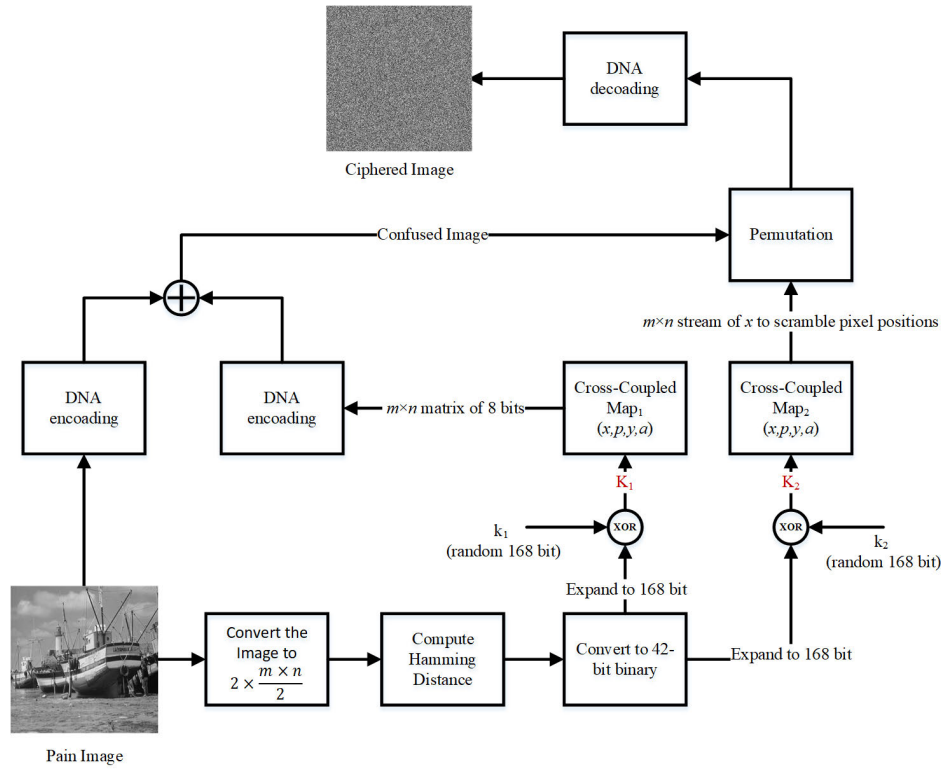 DNA
decoading
Ciphered Image
Confused Image
Permutation
m×n stream of x to scramble pixel positions
DNA
encoading
DNA
encoading
m×n matrix of 8 bits
Cross-Coupled
Map₁
(x,p,y,a)
Cross-Coupled
Map₂
(x,p,y,a)
K₁
K₂
XOR
XOR
k₁
(random 168 bit)
k₂
(random 168 bit)
Expand to 168 bit
Convert the
Image to
2 × (m × n)/2
Compute
Hamming
Distance
Convert to 42-
bit binary
Expand to 168 bit
Pain Image